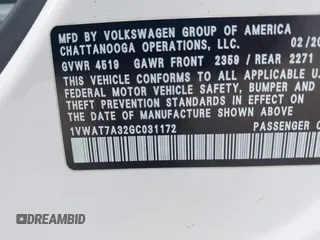 MFD BY VOLKSWAGEN GROUP OF AMERICA
CHATTANOOGA OPERATIONS, LLC. 02/20
GVWR 4519 GAWR FRONT 2359 / REAR 2271
THIS VEHICLE CONFORMS TO ALL APPLICABLE
FEDERAL MOTOR VEHICLE SAFETY, BUMPER, AND
THEFT PREVENTION STANDARDS IN EFFECT ON THE
DATE OF MANUFACTURE SHOWN ABOVE
1VWAT7A32GC031172 PASSENGER C
DREAMBID